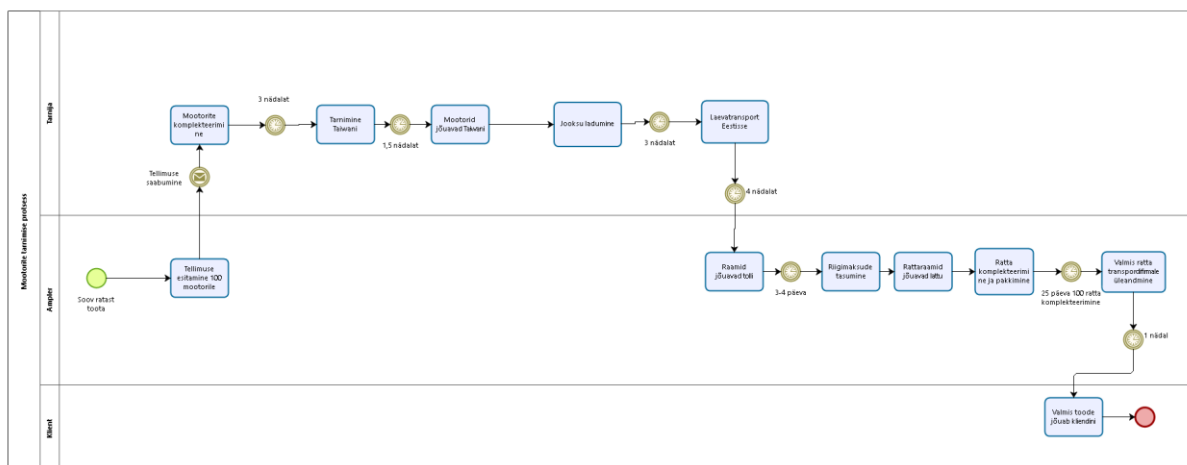 Mootorite tarnimise protsess
Tarnija
Mootorite
komplekteerimi
ne
3 nädalat
Tarnimine
Taiwani
1,5 nädalat
Mootorid
jõuavad Taiwani
Jooksu ladumine
3 nädalat
Laevatransport
Eestisse
Tellimuse
saabumine
4 nädalat
Ampler
Soov ratast
toota
Tellimuse
esitamine 100
mootorile
Raamid
jõuavad tolli
3-4 päeva
Riigimaksude
tasumine
Rattaraamid
jõuavad lattu
Ratta
komplekteerimi
ne ja pakkimine
25 päeva 100 ratta
komplekteerimine
Valmis ratta
transpordifirmale
üleandmine
1 nädal
Klient
Valmis toode
jõuab kliendini